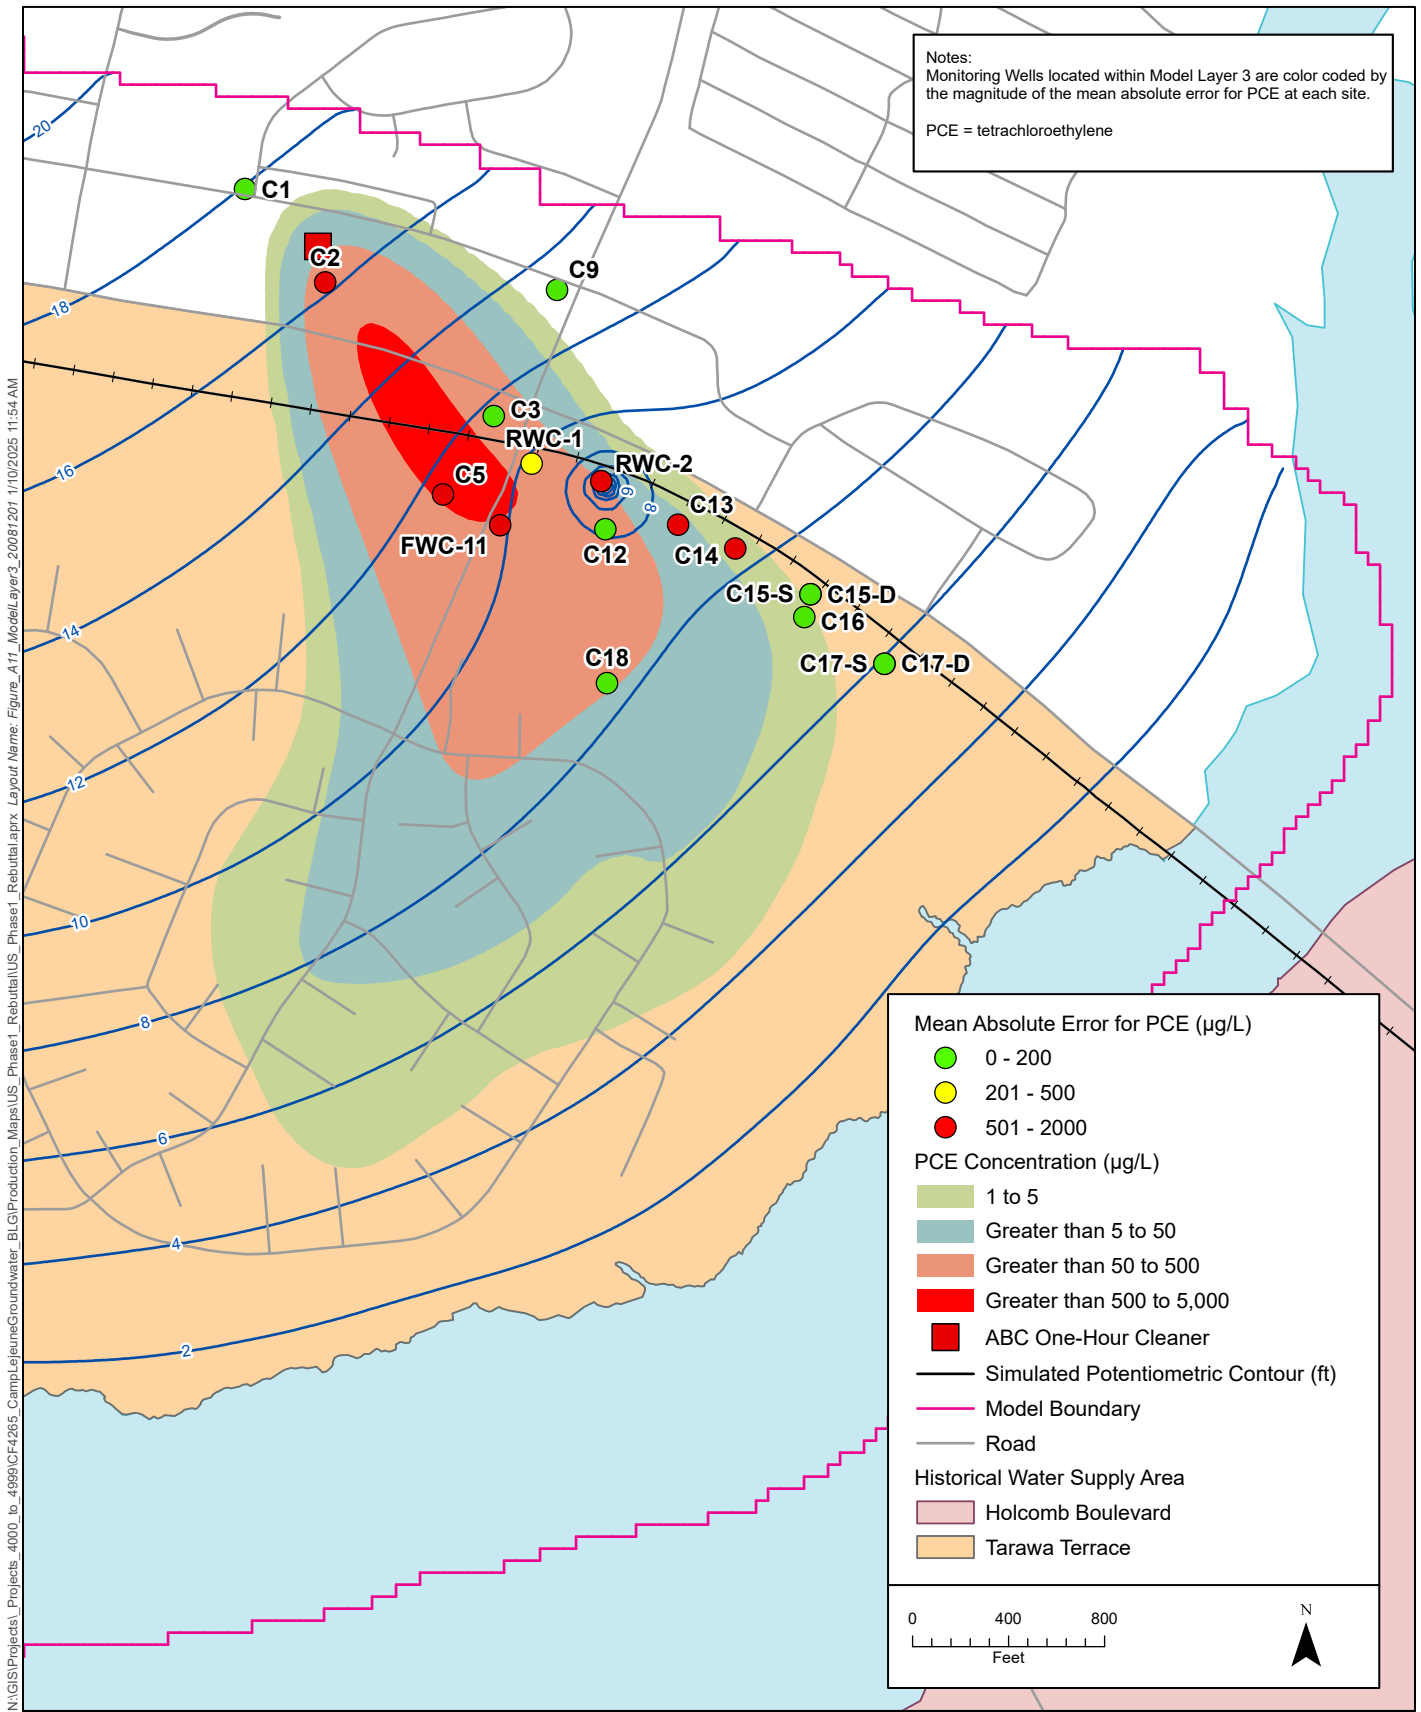 Notes:
Monitoring Wells located within Model Layer 3 are color coded by
the magnitude of the mean absolute error for PCE at each site.
PCE = tetrachloroethylene
20
C1
C2
C9
18
C3
RWC-1
RWC-2
16
C5
6
8
C13
FWC-11
C12
C14
C15-S
C15-D
C16
14
C18
C17-S
C17-D
12
10
8
6
4
2
Mean Absolute Error for PCE (µg/L)
0 - 200
201 - 500
501 - 2000
PCE Concentration (µg/L)
1 to 5
Greater than 5 to 50
Greater than 50 to 500
Greater than 500 to 5,000
ABC One-Hour Cleaner
Simulated Potentiometric Contour (ft)
Model Boundary
Road
Historical Water Supply Area
Holcomb Boulevard
Tarawa Terrace
0 400 800
Feet
N
N:\GIS\Projects\_Projects_4000_to_4999\CF4265_CampLejeuneGroundwater_BLG\Production_Maps\US_Phase1_Rebuttal\US_Phase1_Rebuttal.aprx Layout Name: Figure_A11_ModelLayer3_20081201 1/10/2025 11:54 AM